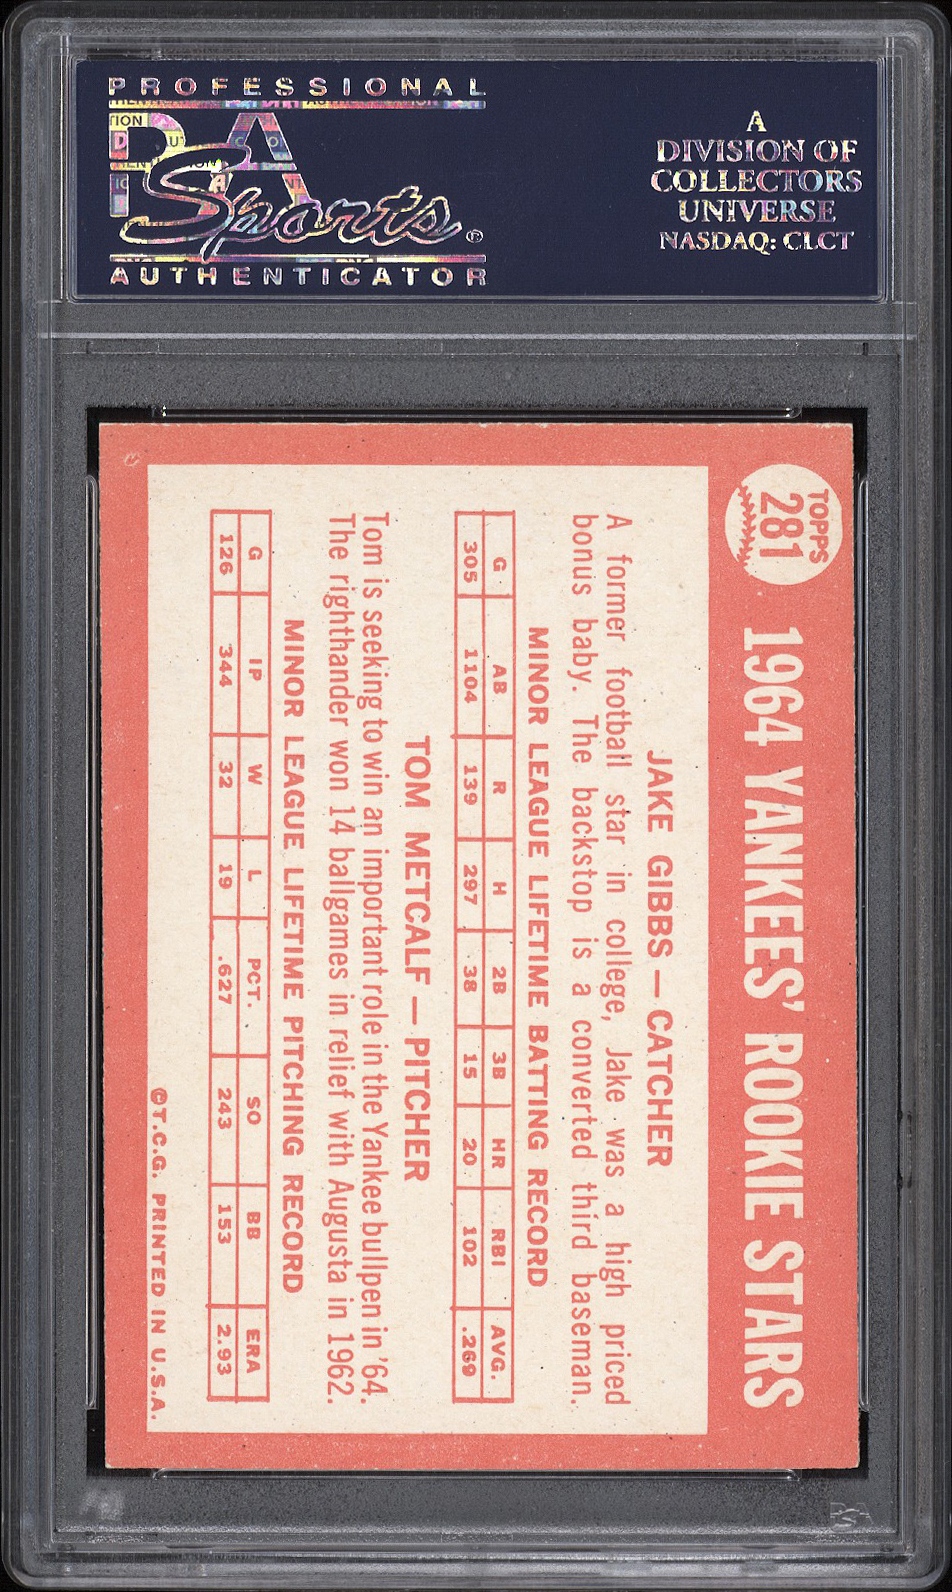 PROFESSIONAL
PSA
Sports®
AUTHENTICATOR
A
DIVISION OF
COLLECTORS
UNIVERSE
NASDAQ: CLCT
TOPPS
281
1964 YANKEES' ROOKIE STARS
JAKE GIBBS — CATCHER
A former football star in college, Jake was a high priced
bonus baby. The backstop is a converted third baseman.
MINOR LEAGUE LIFETIME BATTING RECORD
G AB R H 2B 3B HR RBI AVG.
305 1104 139 297 38 15 20 102 .269
TOM METCALF — PITCHER
Tom is seeking to win an important role in the Yankee bullpen in '64.
The righthander won 14 ballgames in relief with Augusta in 1962.
MINOR LEAGUE LIFETIME PITCHING RECORD
G IP W L PCT. SO BB ERA
126 344 32 19 .627 243 153 2.93
©T.C.G. PRINTED IN U.S.A.
PSA